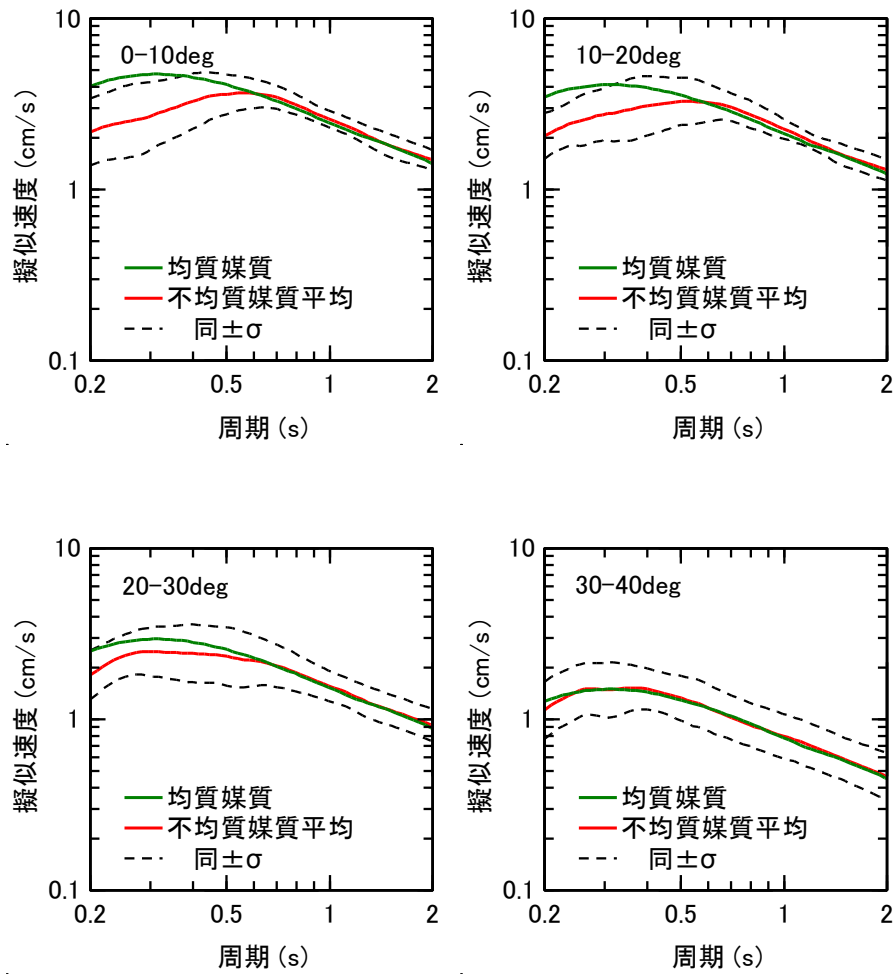 10
0-10deg
擬似速度 (cm/s)
1
均質媒質
不均質媒質平均
同±σ
0.1
0.2
0.5
1
2
周期 (s)
10
10-20deg
擬似速度 (cm/s)
1
均質媒質
不均質媒質平均
同±σ
0.1
0.2
0.5
1
2
周期 (s)
10
20-30deg
擬似速度 (cm/s)
1
均質媒質
不均質媒質平均
同±σ
0.1
0.2
0.5
1
2
周期 (s)
10
30-40deg
擬似速度 (cm/s)
1
均質媒質
不均質媒質平均
同±σ
0.1
0.2
0.5
1
2
周期 (s)